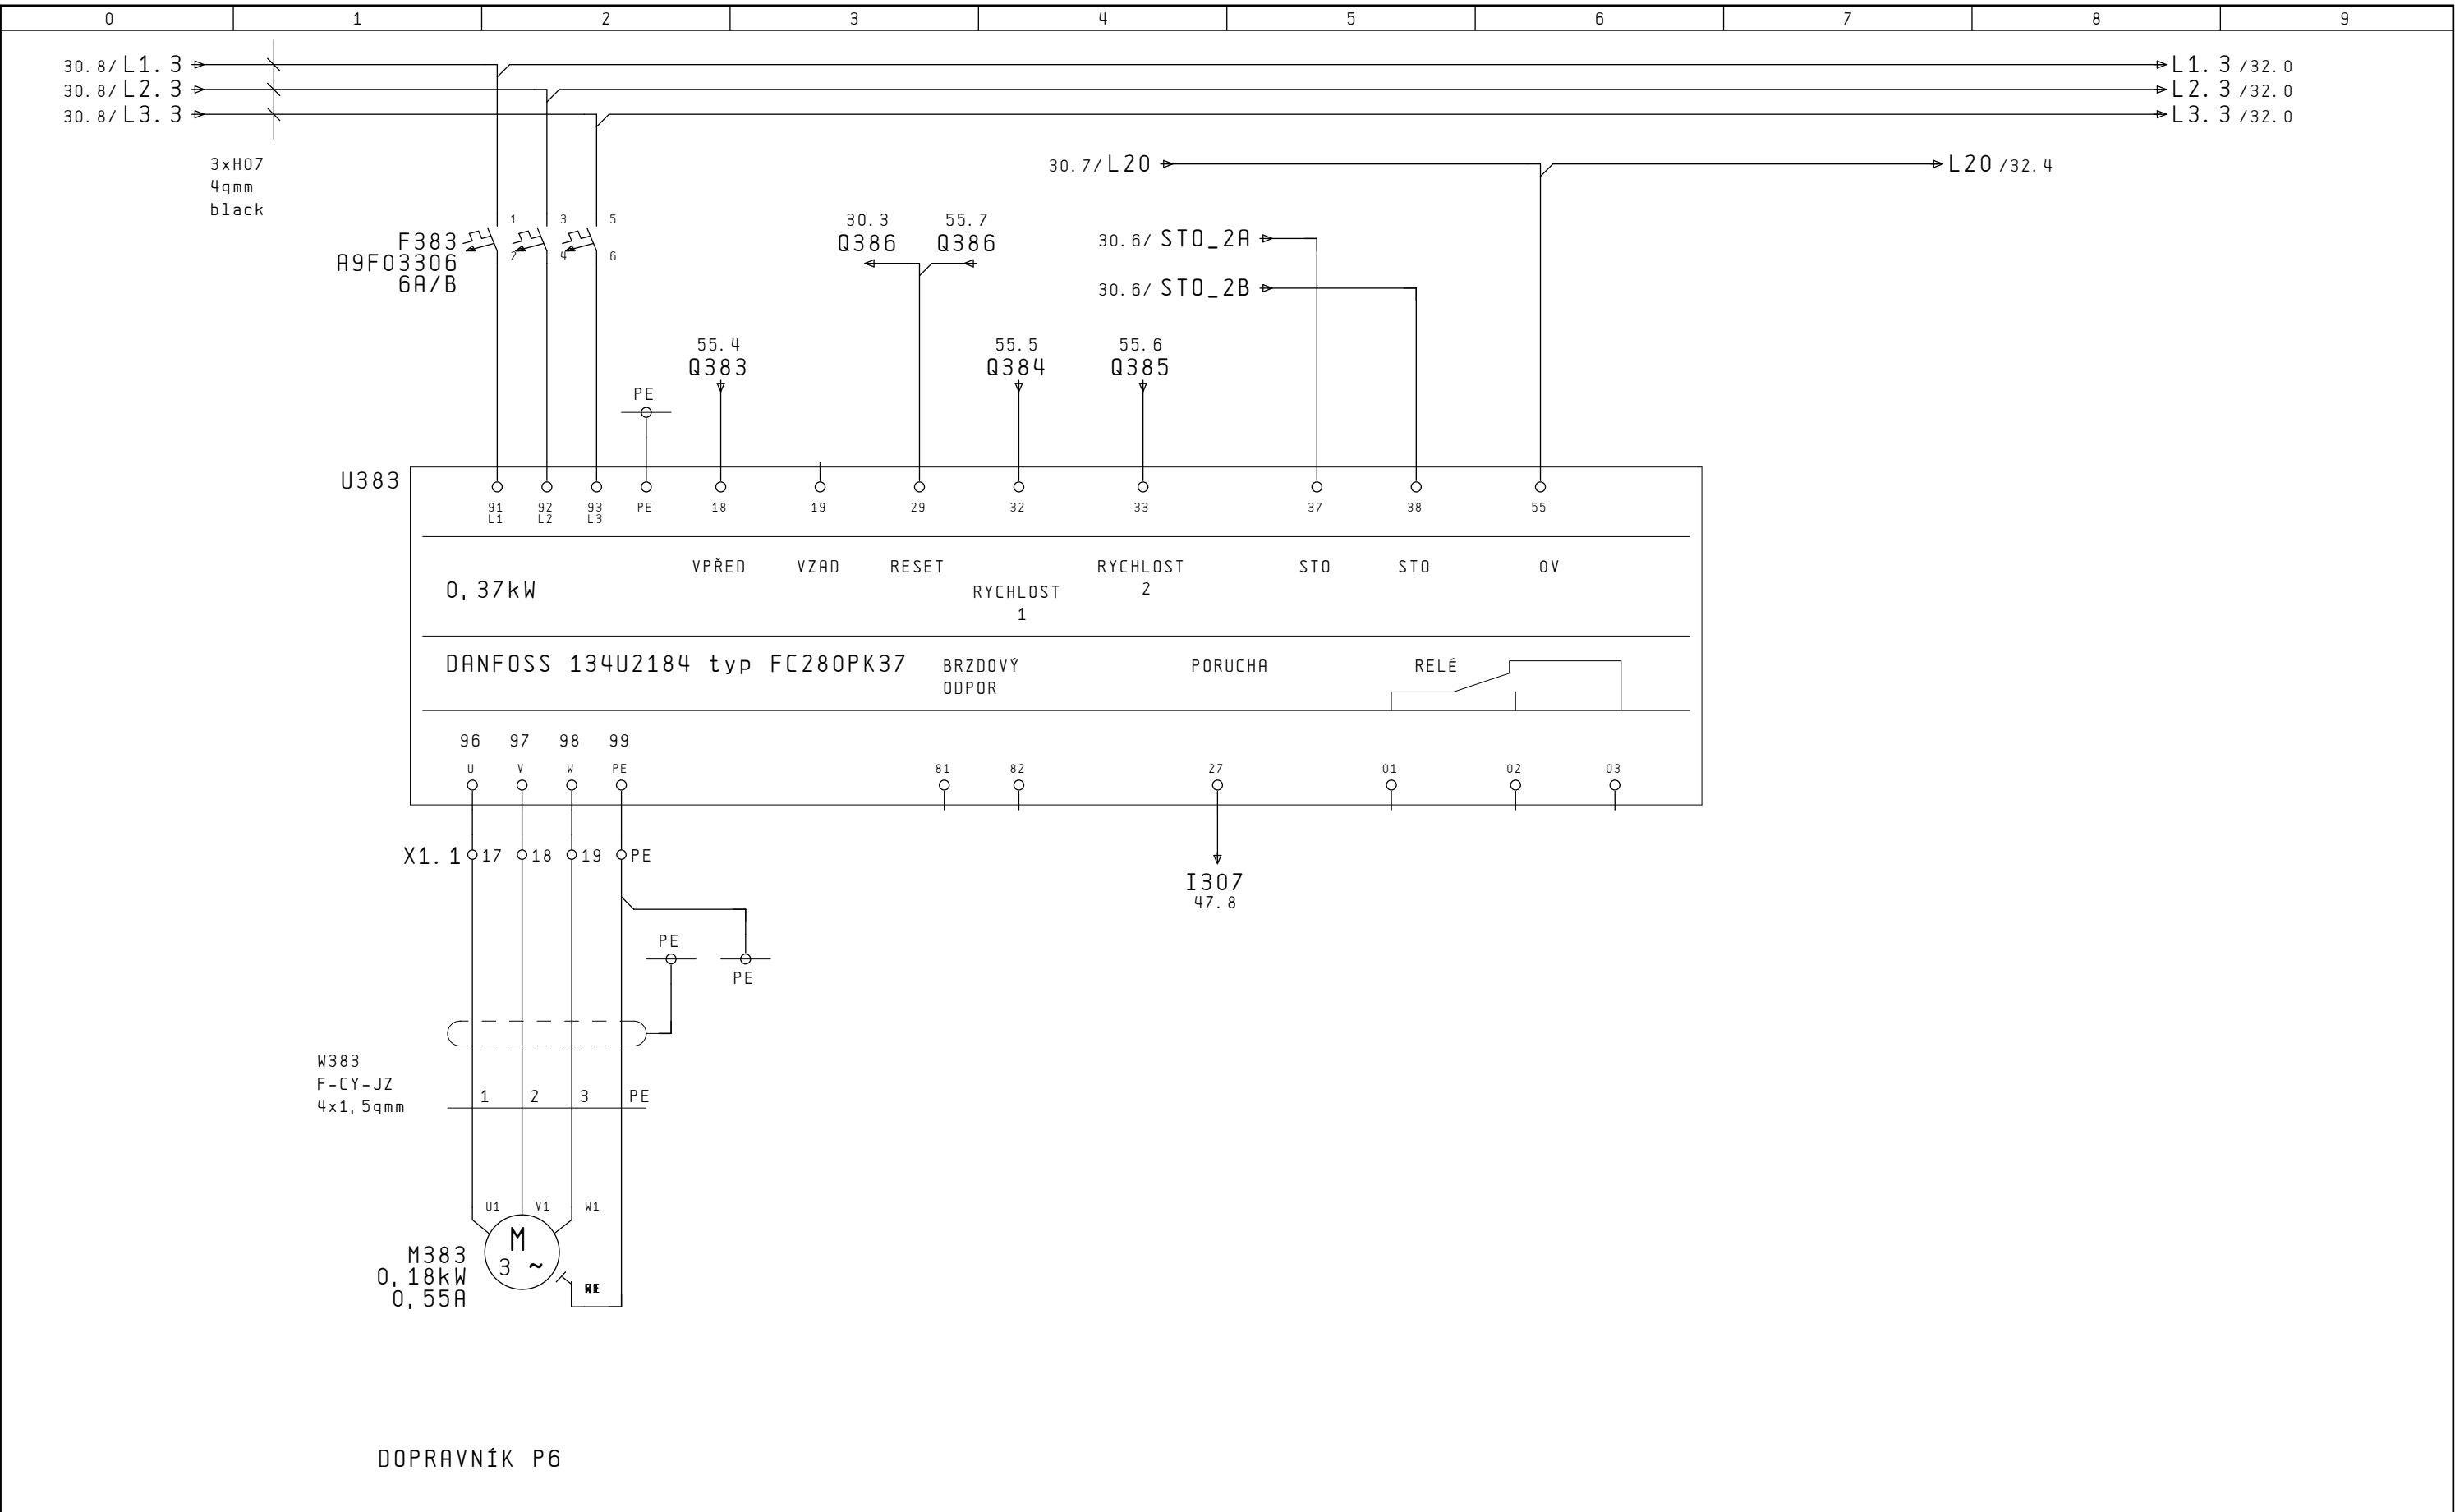 0 1 2 3 4 5 6 7 8 9
30.8/ L1.3
L1.3 /32.0
30.8/ L2.3
L2.3 /32.0
30.8/ L3.3
L3.3 /32.0
3xH07
4qmm
black
30.7/ L20
L20 /32.4
1 3 5
F383
2 4 6
A9F03306
6A/B
30.3 55.7
Q386 Q386
30.6/ STO_2A
30.6/ STO_2B
55.4 55.5 55.6
Q383 Q384 Q385
PE
U383
91 92 93 PE 18 19 29 32 33 37 38 55
L1 L2 L3
VPŘED VZAD RESET RYCHLOST STO STO 0V
2
0,37kW
RYCHLOST
1
DANFOSS 134U2184 typ FC280PK37
BRZDOVÝ PORUCHA RELÉ
ODPOR
96 97 98 99
U V W PE 81 82 27 01 02 03
X1.1 17 18 19 PE
I307
47.8
PE
PE
W383
F-CY-JZ
4x1,5qmm
1 2 3 PE
U1 V1 W1
M
3 ~
M383
0,18kW
0,55A
DOPRAVNÍK P6